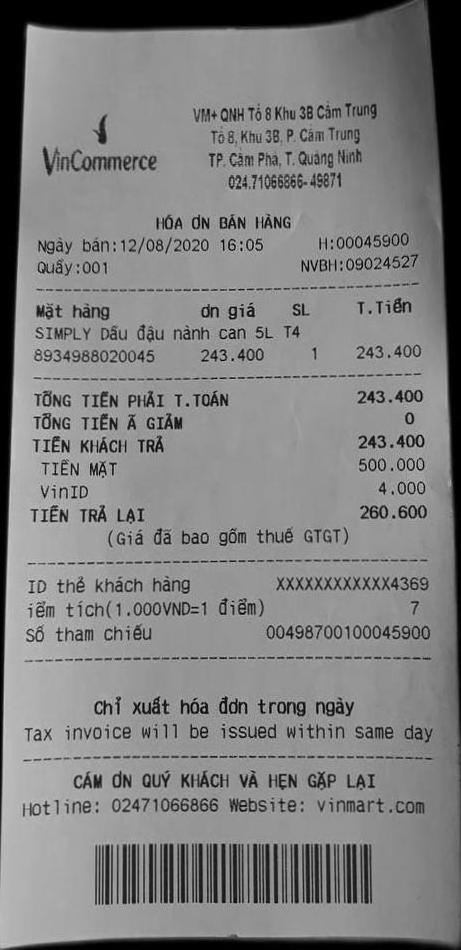 VinCommerce
VM+ QNH Tổ 8 Khu 3B Cẩm Trung
Tổ 8, Khu 3B, P. Cẩm Trung
TP. Cẩm Phả, T. Quảng Ninh
024.71066866-49871
HÓA ƠN BÁN HÀNG
Ngày bán:12/08/2020 16:05 H:00045900
Quầy:001 NVBH:09024527
Mặt hàng ơn giá SL T.Tiền
SIMPLY Dầu đậu nành can 5L T4
8934988020045 243.400 1 243.400
TỔNG TIỀN PHẢI T.TOÁN 243.400
TỔNG TIỀN Ã GIẢM 0
TIỀN KHÁCH TRẢ 243.400
TIỀN MẶT 500.000
VinID 4.000
TIỀN TRẢ LẠI 260.600
(Giá đã bao gồm thuế GTGT)
ID thẻ khách hàng XXXXXXXXXXXX4369
iểm tích(1.000VND=1 điểm) 7
Số tham chiếu 00498700100045900
Chỉ xuất hóa đơn trong ngày
Tax invoice will be issued within same day
CẢM ƠN QUÝ KHÁCH VÀ HẸN GẶP LẠI
Hotline: 02471066866 Website: vinmart.com